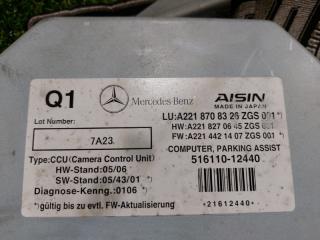 Q1
Mercedes-Benz
AISIN
MADE IN JAPAN
Lot Number:
7A23
LU:A221 870 83 26 ZGS 001*)
HW:A221 827 06 45 ZGS 001*)
FW:A221 442 14 07 ZGS 001*)
Type:CCU(Camera Control Unit)
HW-Stand:05/06
SW-Stand:05/43/01
Diagnose-Kenng.:0106
COMPUTER, PARKING ASSIST
516110-12440
*)gültig bis zu evtl. FW-Aktualisierung
*21612440*